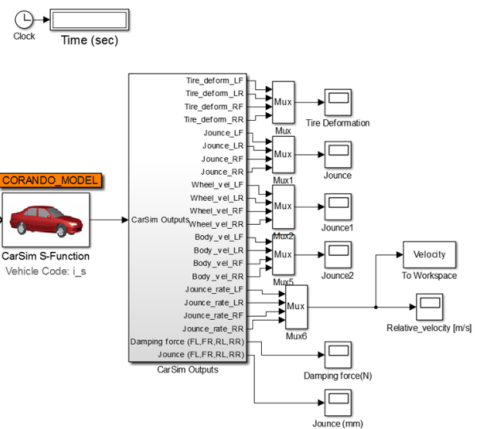 Clock
Time (sec)
Tire_deform_LF
Tire_deform_LR
Tire_deform_RF
Tire_deform_RR
Mux
Mux
Tire Deformation
Jounce_LF
Jounce_LR
Jounce_RF
Jounce_RR
Mux
Mux1
Jounce
CORANDO_MODEL
Wheel_vel_LF
Wheel_vel_LR
Wheel_vel_RF
Wheel_vel_RR
CarSim Outputs
Mux
Mux2
Jounce1
CarSim S-Function
Vehicle Code: i_s
Body_vel_LF
Body_vel_LR
Body_vel_RF
Body_vel_RR
Mux
Mux5
Jounce2
Velocity
To Workspace
Jounce_rate_LF
Jounce_rate_LR
Jounce_rate_RF
Jounce_rate_RR
Mux
Mux6
Relative_velocity [m/s]
Damping force (FL,FR,RL,RR)
Jounce (FL,FR,RL,RR)
CarSim Outputs
Damping force(N)
Jounce (mm)